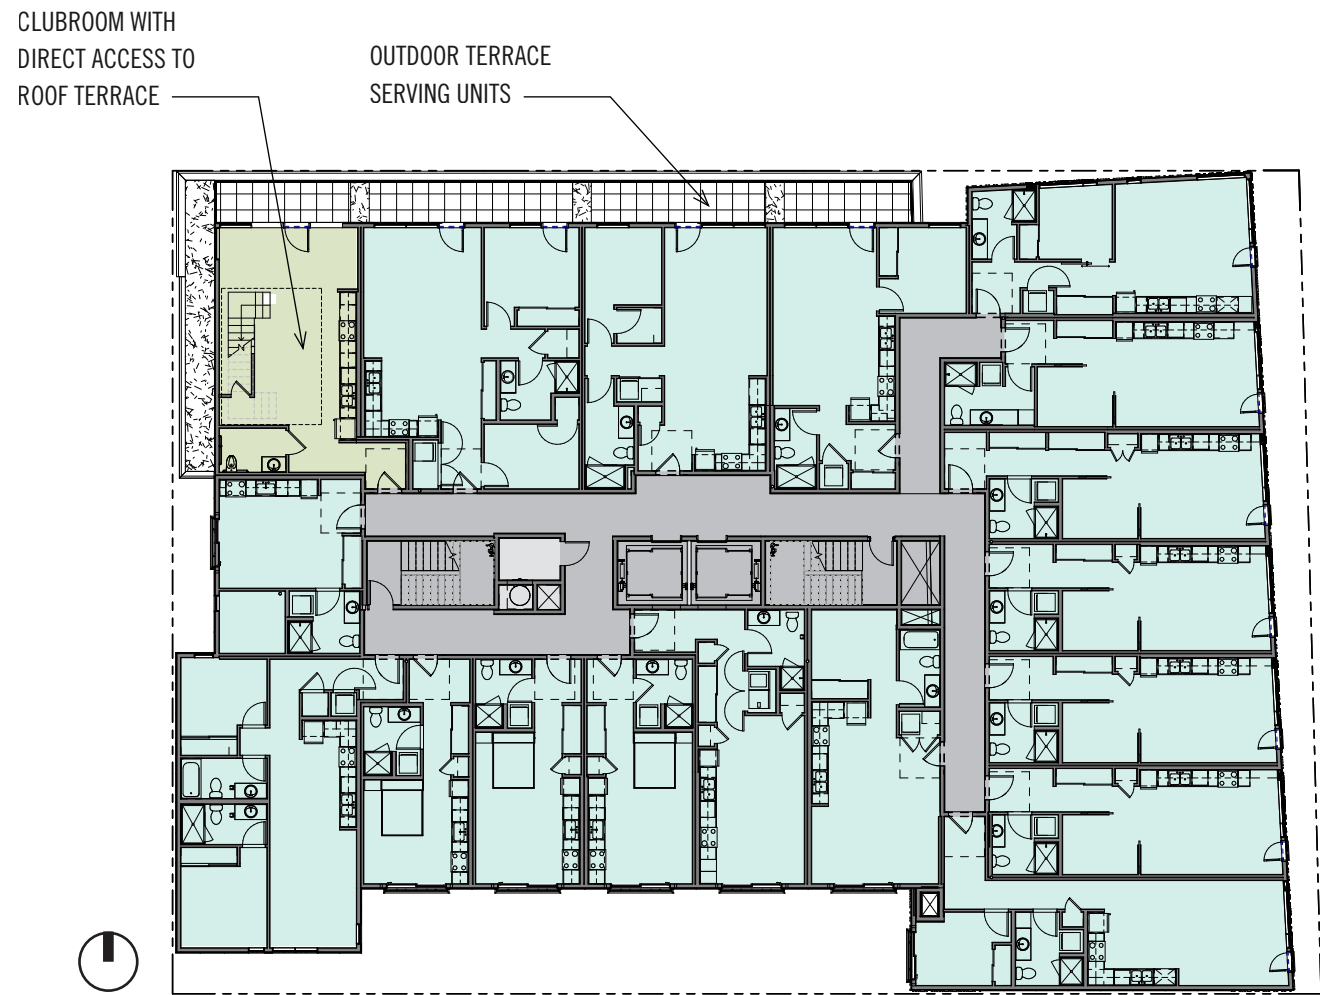 CLUBROOM WITH
DIRECT ACCESS TO
ROOF TERRACE
OUTDOOR TERRACE
SERVING UNITS